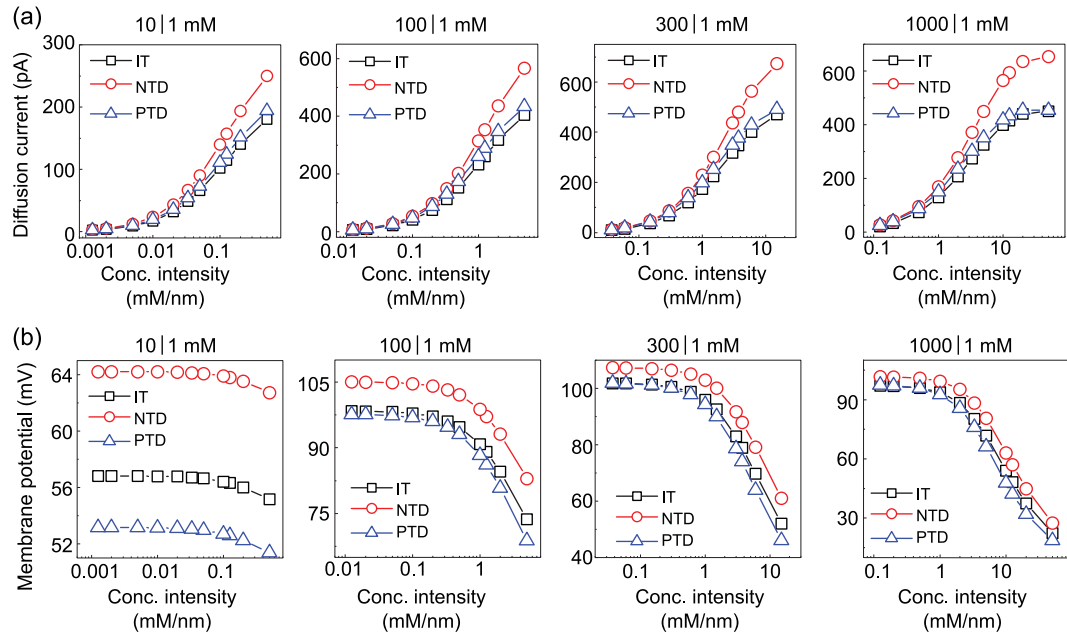 (a)
10 | 1 mM
100 | 1 mM
300 | 1 mM
1000 | 1 mM
Diffusion current (pA)
300
200
100
0
IT
NTD
PTD
0.001
0.01
0.1
Conc. intensity
(mM/nm)
600
400
200
0
IT
NTD
PTD
0.01
0.1
1
Conc. intensity
(mM/nm)
600
400
200
0
IT
NTD
PTD
0.1
1
10
Conc. intensity
(mM/nm)
600
400
200
0
IT
NTD
PTD
0.1
1
10
Conc. intensity
(mM/nm)
(b)
10 | 1 mM
100 | 1 mM
300 | 1 mM
1000 | 1 mM
Membrane potential (mV)
64
60
56
52
IT
NTD
PTD
0.001
0.01
0.1
Conc. intensity
(mM/nm)
105
90
75
IT
NTD
PTD
0.01
0.1
1
Conc. intensity
(mM/nm)
100
80
60
40
IT
NTD
PTD
0.1
1
10
Conc. intensity
(mM/nm)
90
60
30
IT
NTD
PTD
0.1
1
10
Conc. intensity
(mM/nm)